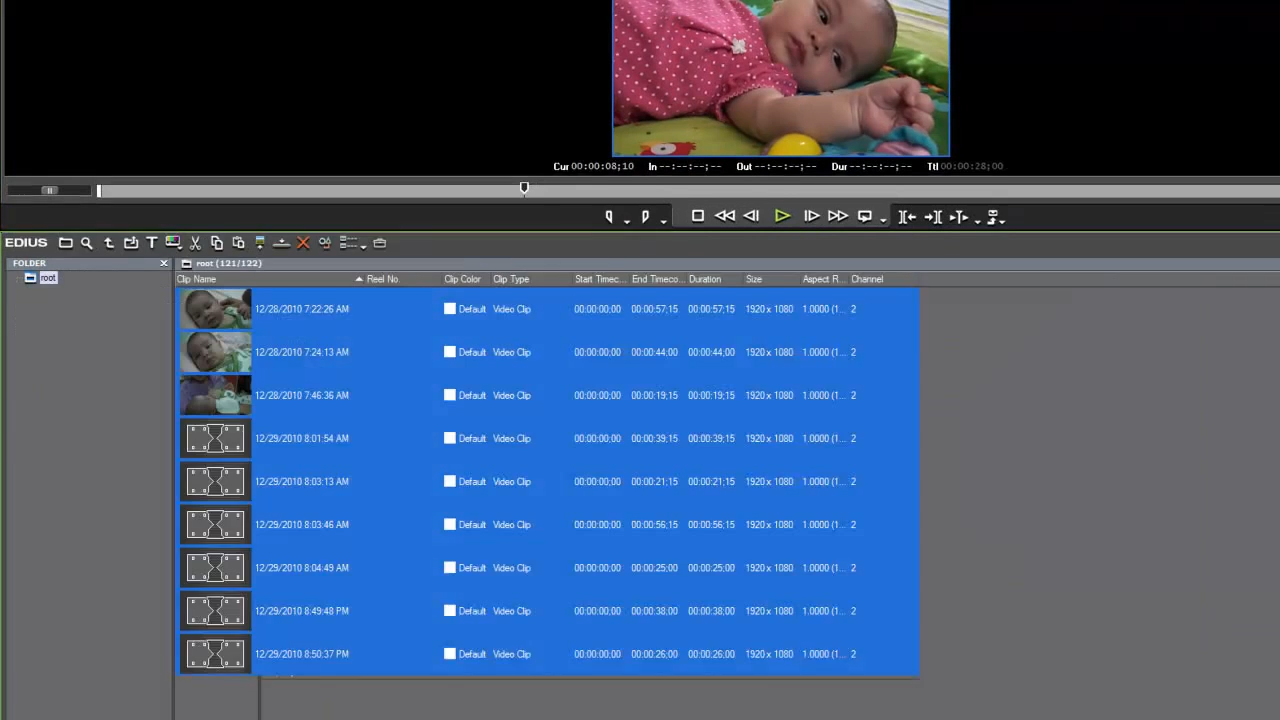 Cur 00:00:08;10 In --:--:--;-- Out --:--:--;-- Dur --:--:--;-- Ttl 00:00:28;00
EDIUS
FOLDER root (121/122)
root
Clip Name Reel No. Clip Color Clip Type Start Timec... End Timeco... Duration Size Aspect R... Channel
12/28/2010 7:22:26 AM Default Video Clip 00:00:00;00 00:00:57;15 00:00:57;15 1920 x 1080 1.0000 (1... 2
12/28/2010 7:24:13 AM Default Video Clip 00:00:00;00 00:00:44;00 00:00:44;00 1920 x 1080 1.0000 (1... 2
12/28/2010 7:46:36 AM Default Video Clip 00:00:00;00 00:00:19;15 00:00:19;15 1920 x 1080 1.0000 (1... 2
12/29/2010 8:01:54 AM Default Video Clip 00:00:00;00 00:00:39;15 00:00:39;15 1920 x 1080 1.0000 (1... 2
12/29/2010 8:03:13 AM Default Video Clip 00:00:00;00 00:00:21;15 00:00:21;15 1920 x 1080 1.0000 (1... 2
12/29/2010 8:03:46 AM Default Video Clip 00:00:00;00 00:00:56;15 00:00:56;15 1920 x 1080 1.0000 (1... 2
12/29/2010 8:04:49 AM Default Video Clip 00:00:00;00 00:00:25;00 00:00:25;00 1920 x 1080 1.0000 (1... 2
12/29/2010 8:49:48 PM Default Video Clip 00:00:00;00 00:00:38;00 00:00:38;00 1920 x 1080 1.0000 (1... 2
12/29/2010 8:50:37 PM Default Video Clip 00:00:00;00 00:00:26;00 00:00:26;00 1920 x 1080 1.0000 (1... 2